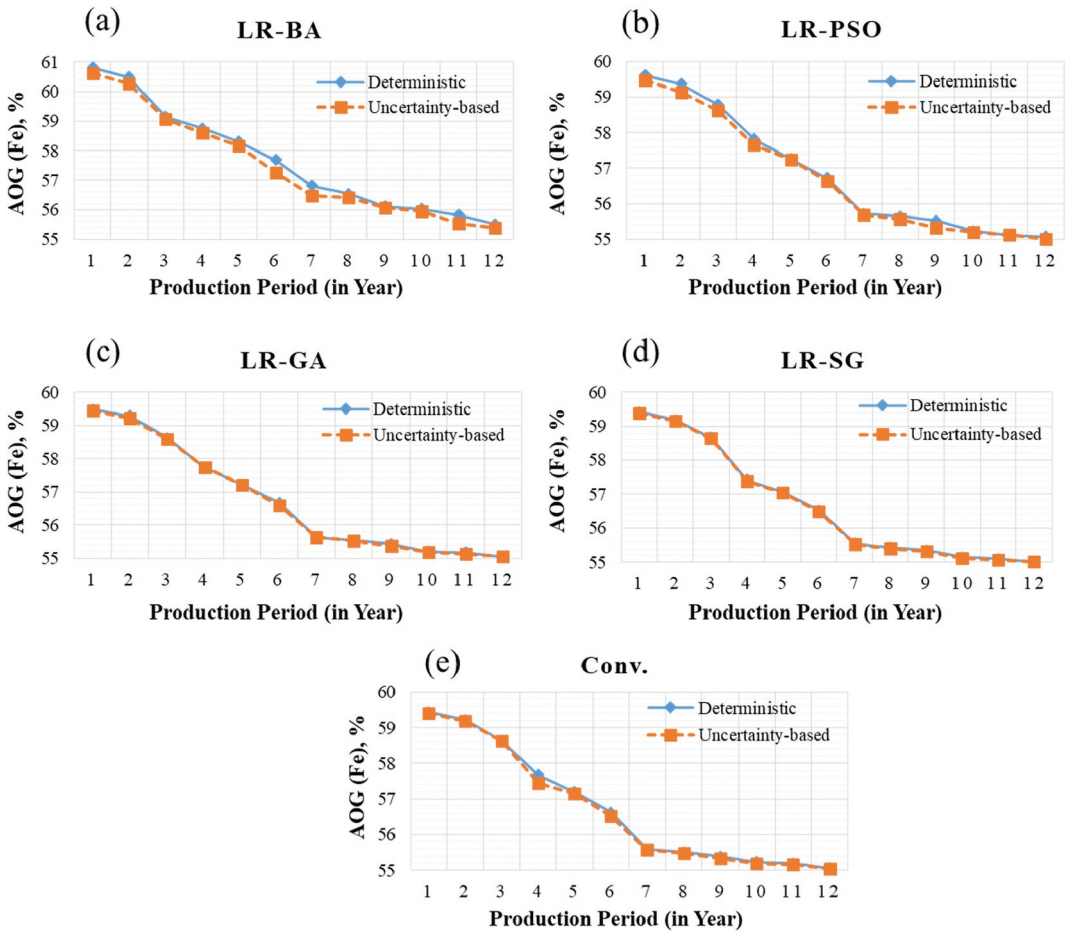 (a)
LR-BA
AOG (Fe), %
61
60
59
58
57
56
55
Deterministic
Uncertainty-based
1 2 3 4 5 6 7 8 9 10 11 12
Production Period (in Year)
(b)
LR-PSO
AOG (Fe), %
60
59
58
57
56
55
Deterministic
Uncertainty-based
1 2 3 4 5 6 7 8 9 10 11 12
Production Period (in Year)
(c)
LR-GA
AOG (Fe), %
60
59
58
57
56
55
Deterministic
Uncertainty-based
1 2 3 4 5 6 7 8 9 10 11 12
Production Period (in Year)
(d)
LR-SG
AOG (Fe), %
60
59
58
57
56
55
Deterministic
Uncertainty-based
1 2 3 4 5 6 7 8 9 10 11 12
Production Period (in Year)
(e)
Conv.
AOG (Fe), %
60
59
58
57
56
55
Deterministic
Uncertainty-based
1 2 3 4 5 6 7 8 9 10 11 12
Production Period (in Year)